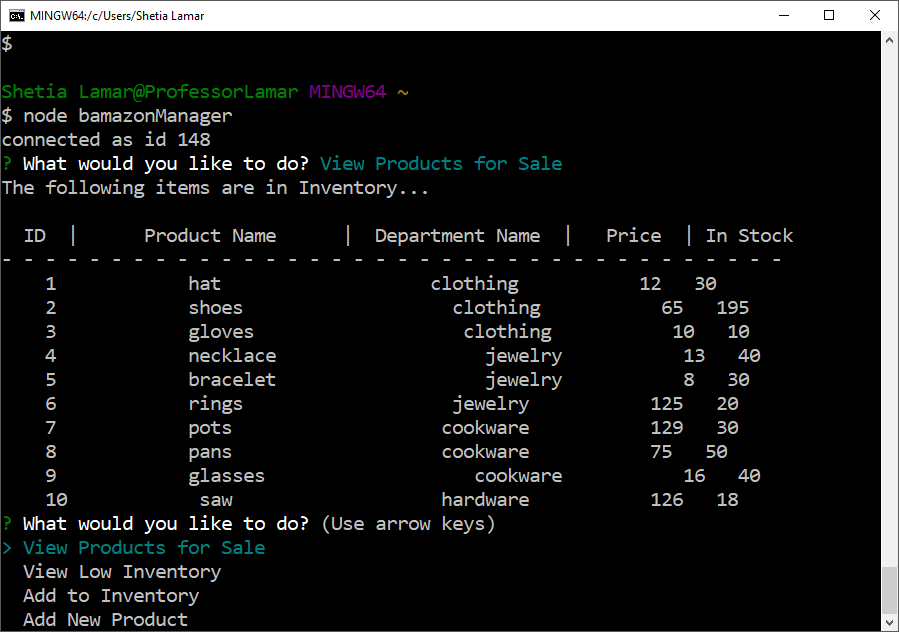 MINGW64:/c/Users/Shetia Lamar
$
Shetia Lamar@ProfessorLamar MINGW64 ~
$ node bamazonManager
connected as id 148
? What would you like to do? View Products for Sale
The following items are in Inventory...
ID | Product Name | Department Name | Price | In Stock
- - - - - - - - - - - - - - - - - - - - - - - - - - - - - - - - - - - -
1 hat clothing 12 30
2 shoes clothing 65 195
3 gloves clothing 10 10
4 necklace jewelry 13 40
5 bracelet jewelry 8 30
6 rings jewelry 125 20
7 pots cookware 129 30
8 pans cookware 75 50
9 glasses cookware 16 40
10 saw hardware 126 18
? What would you like to do? (Use arrow keys)
> View Products for Sale
View Low Inventory
Add to Inventory
Add New Product